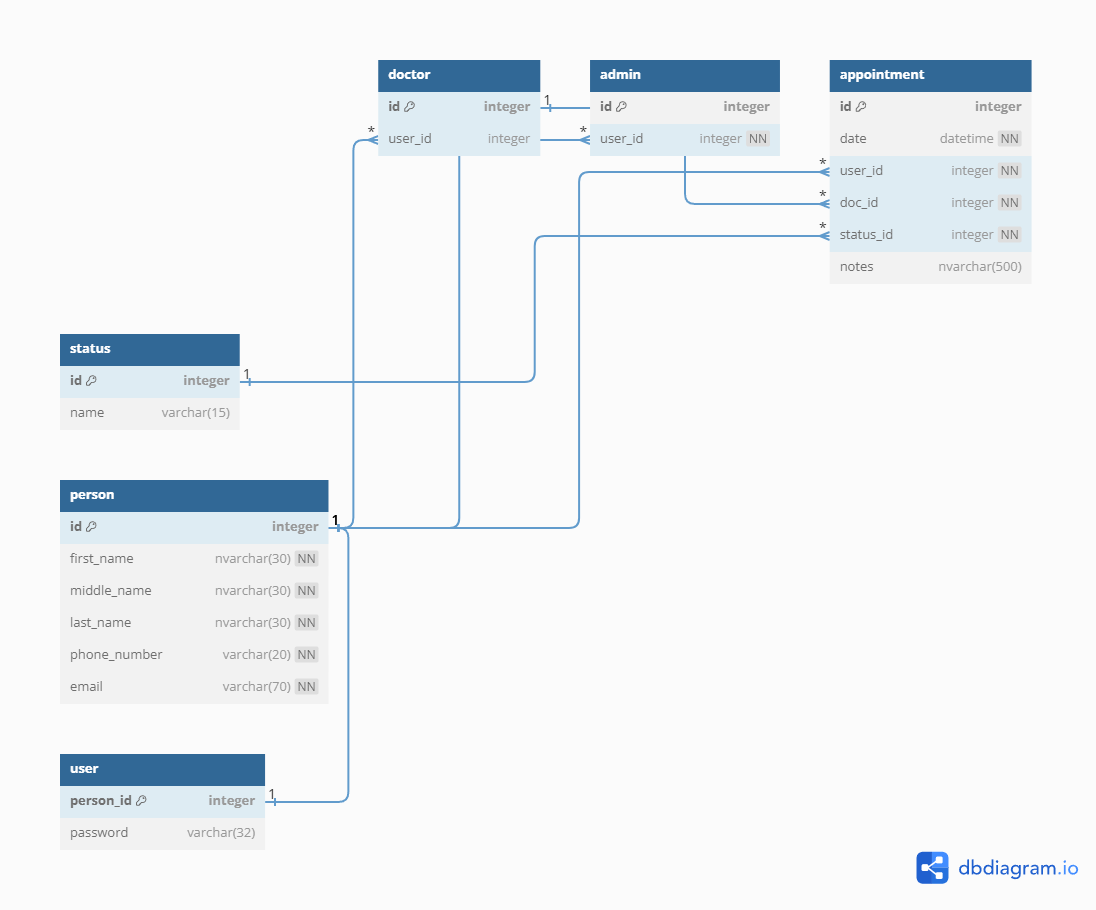 doctor
id integer
user_id integer
1
*
admin
id integer
user_id integer NN
*
appointment
id integer
date datetime NN
* user_id integer NN
* doc_id integer NN
* status_id integer NN
notes nvarchar(500)
status
id integer 1
name varchar(15)
person
id integer 1
first_name nvarchar(30) NN
middle_name nvarchar(30) NN
last_name nvarchar(30) NN
phone_number varchar(20) NN
email varchar(70) NN
user
person_id integer 1
password varchar(32)
dbdiagram.io